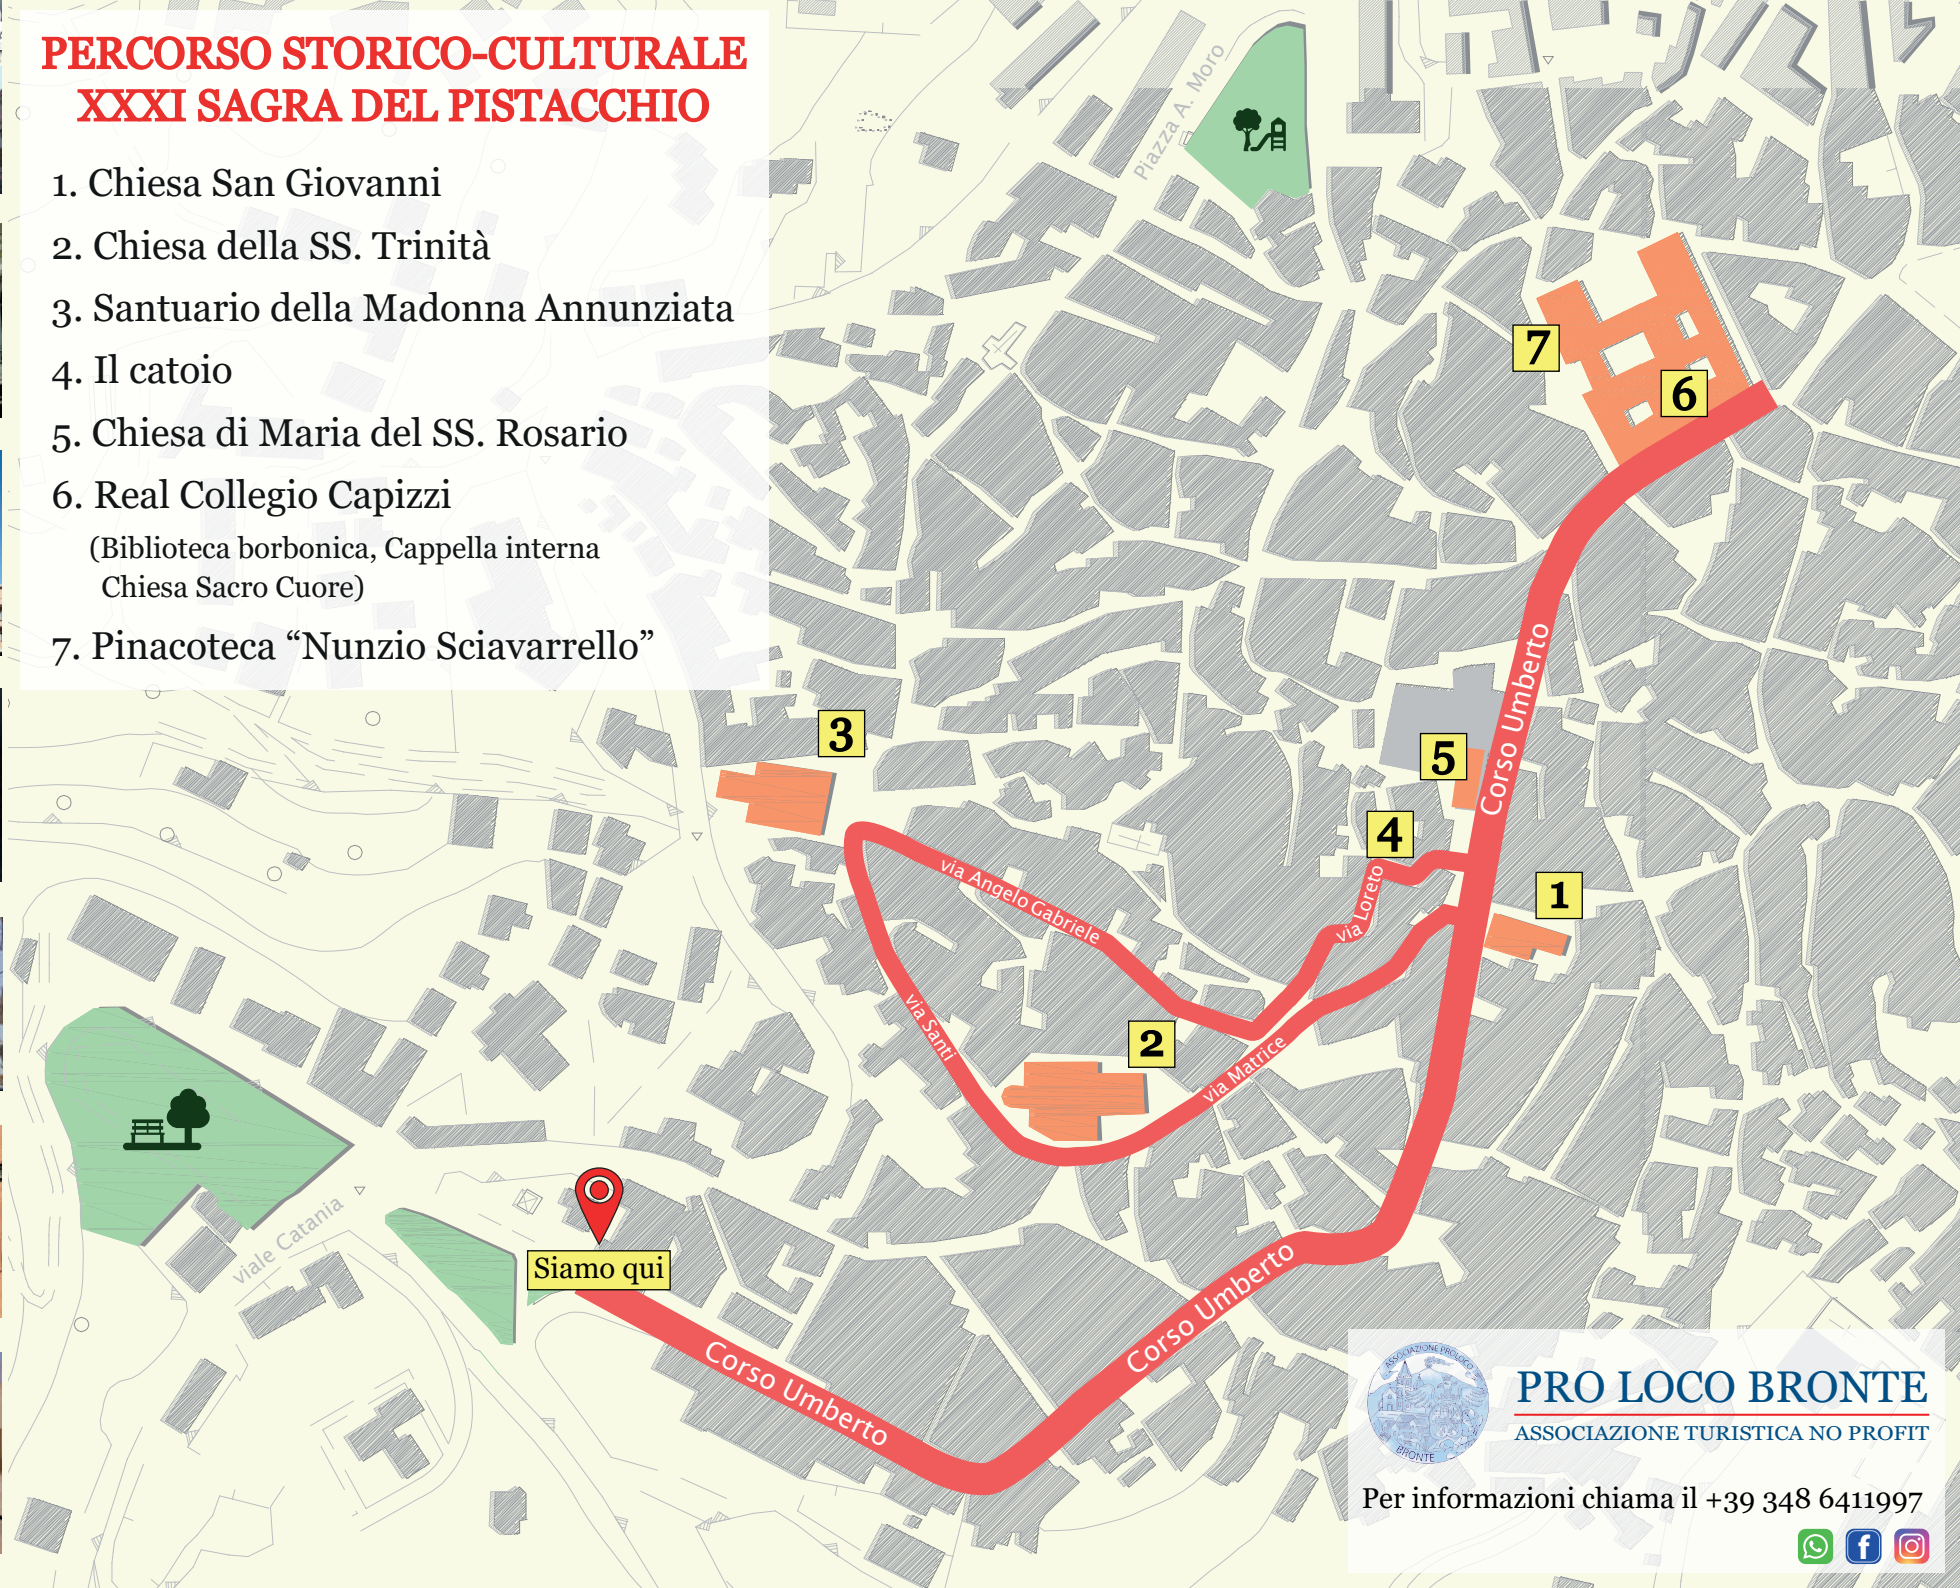 PERCORSO STORICO-CULTURALE
XXXI SAGRA DEL PISTACCHIO
1. Chiesa San Giovanni
2. Chiesa della SS. Trinità
3. Santuario della Madonna Annunziata
4. Il catoio
5. Chiesa di Maria del SS. Rosario
6. Real Collegio Capizzi
(Biblioteca borbonica, Cappella interna
Chiesa Sacro Cuore)
7. Pinacoteca “Nunzio Sciavarrello”
Piazza A. Moro
7
6
Corso Umberto
3
5
4
1
via Angelo Gabriele
via Loreto
via Santi
2
via Matrice
viale Catania
Siamo qui
Corso Umberto
Corso Umberto
ASSOCIAZIONE PROLOCO
BRONTE
PRO LOCO BRONTE
ASSOCIAZIONE TURISTICA NO PROFIT
Per informazioni chiama il +39 348 6411997